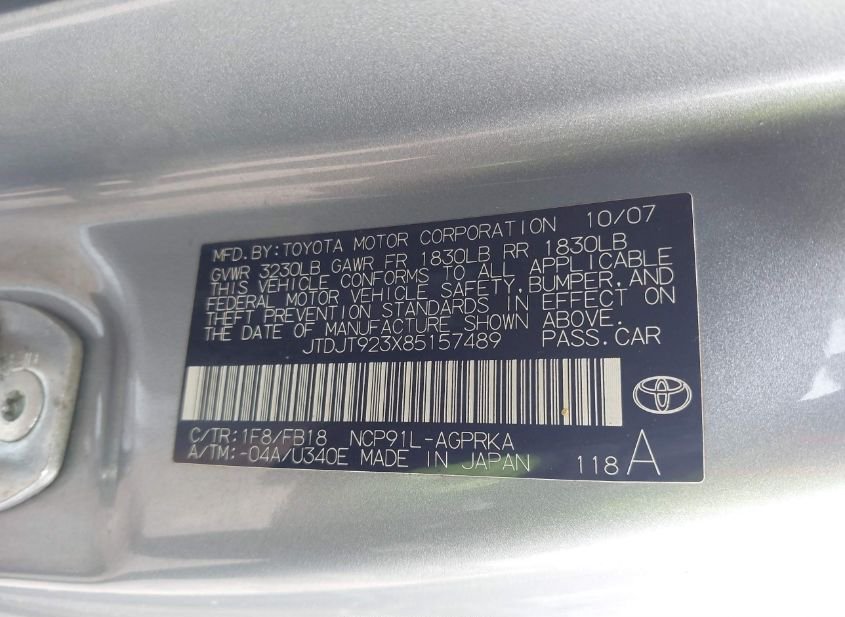 MFD.BY:TOYOTA MOTOR CORPORATION 10/07
GVWR 3230LB GAWR FR 1830LB RR 1830LB
THIS VEHICLE CONFORMS TO ALL APPLICABLE
FEDERAL MOTOR VEHICLE SAFETY,BUMPER,AND
THEFT PREVENTION STANDARDS IN EFFECT ON
THE DATE OF MANUFACTURE SHOWN ABOVE.
JTDJT923X85157489 PASS.CAR
C/TR:1F8/FB18 NCP91L-AGPRKA
A/TM:-04A/U340E MADE IN JAPAN 118 A